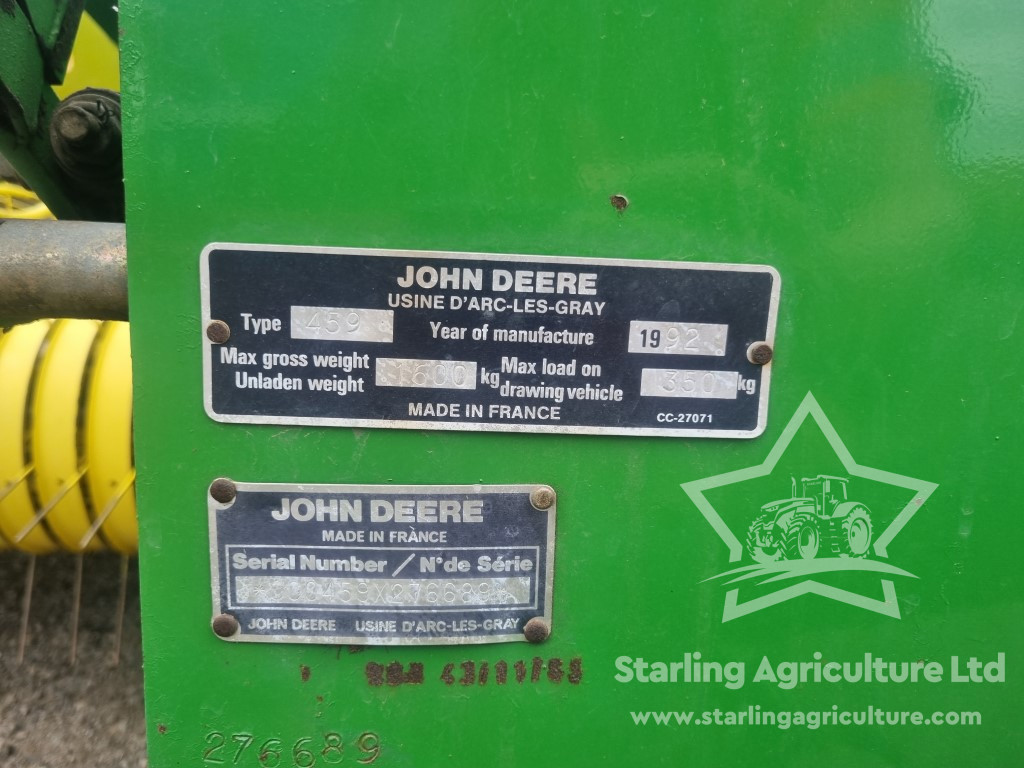 JOHN DEERE
USINE D'ARC-LES-GRAY
Type 459 Year of manufacture 1992
Max gross weight
Unladen weight 1600 kg
Max load on
drawing vehicle 350 kg
MADE IN FRANCE
CC-27071
JOHN DEERE
MADE IN FRANCE
Serial Number / N° de Série
JOHN DEERE USINE D'ARC-LES-GRAY
276689
Starling Agriculture Ltd
www.starlingagriculture.com